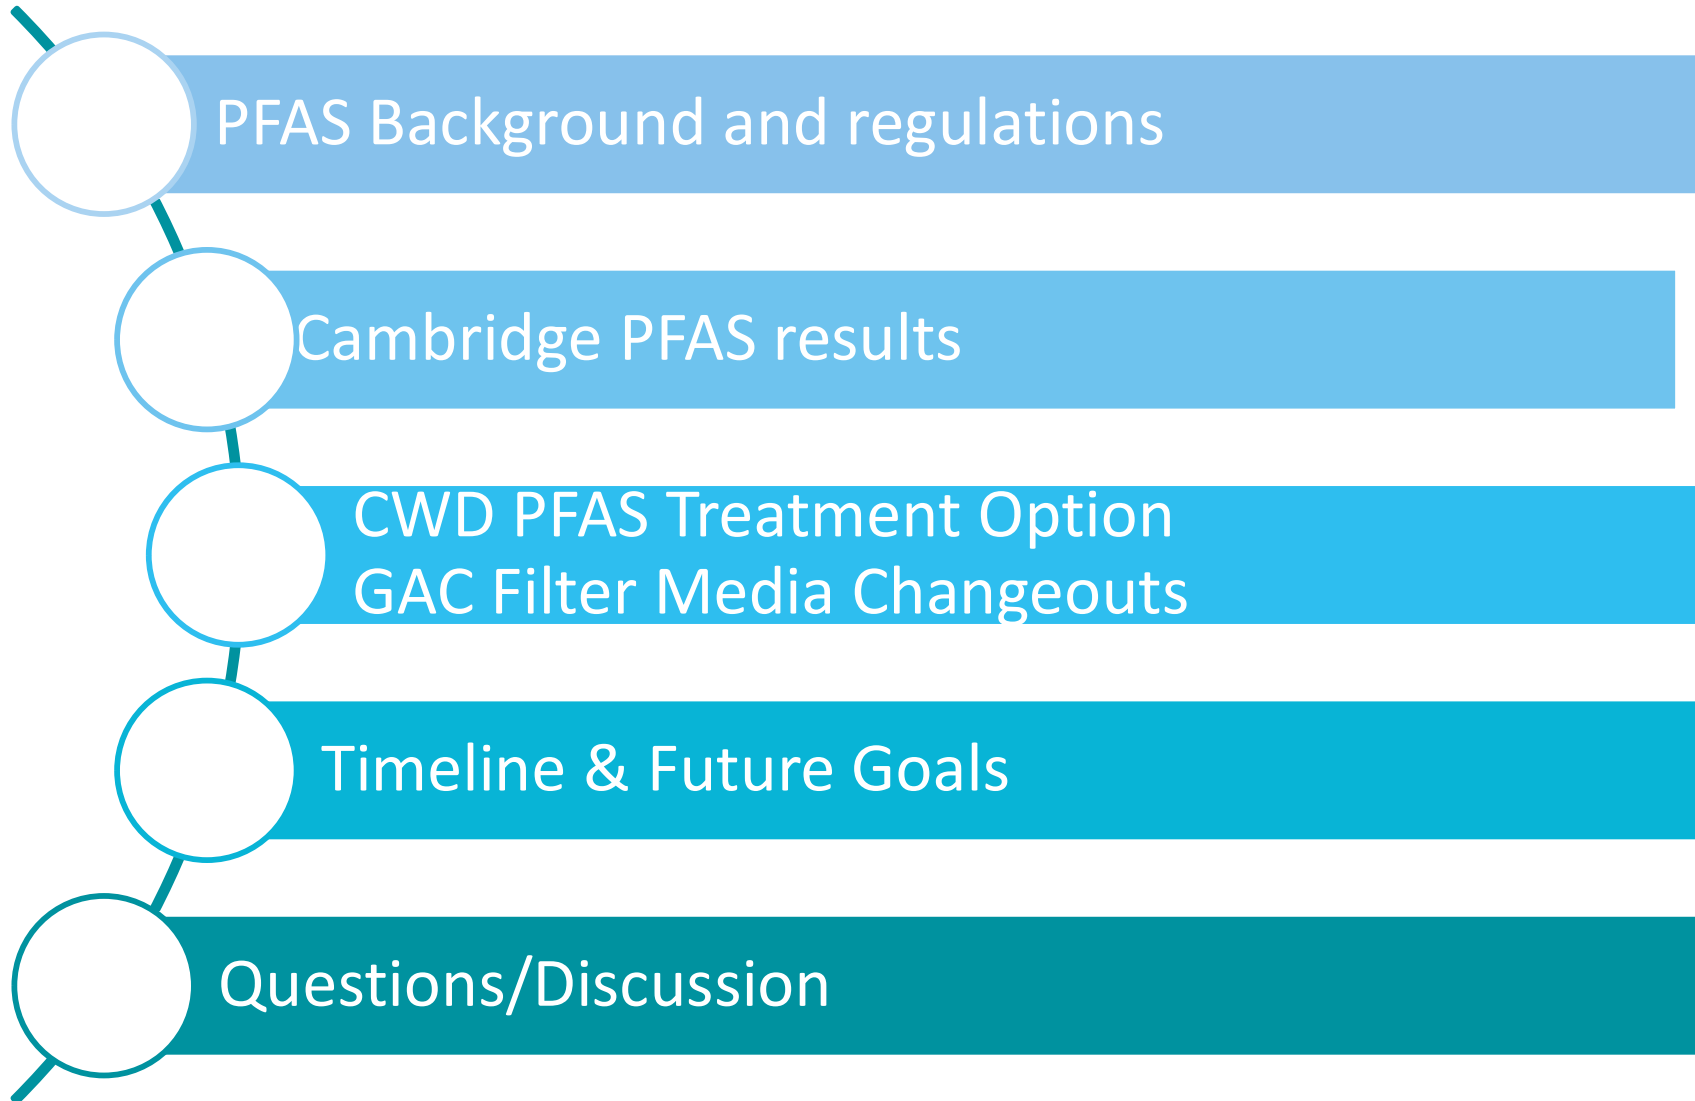 PFAS Background and regulations
Cambridge PFAS results
CWD PFAS Treatment Option
GAC Filter Media Changeouts
Timeline & Future Goals
Questions/Discussion